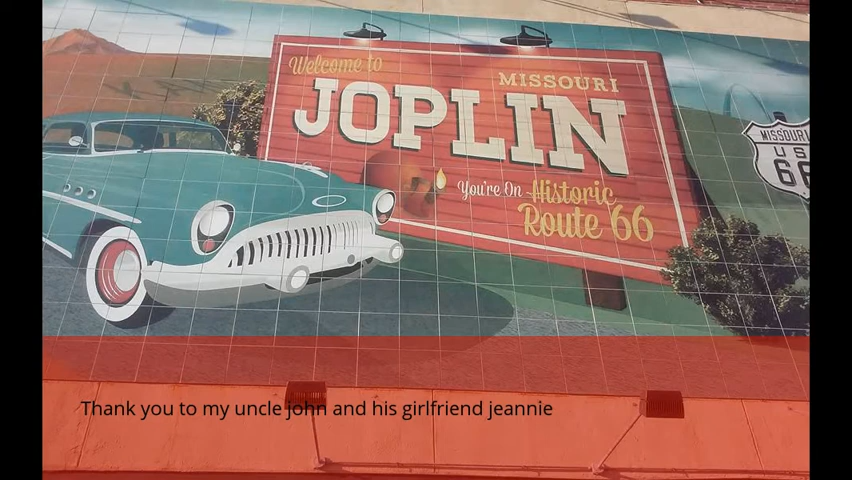 Welcome to
MISSOURI
JOPLIN
You're On Historic
Route 66
MISSOURI
US
66
Thank you to my uncle john and his girlfriend jeannie